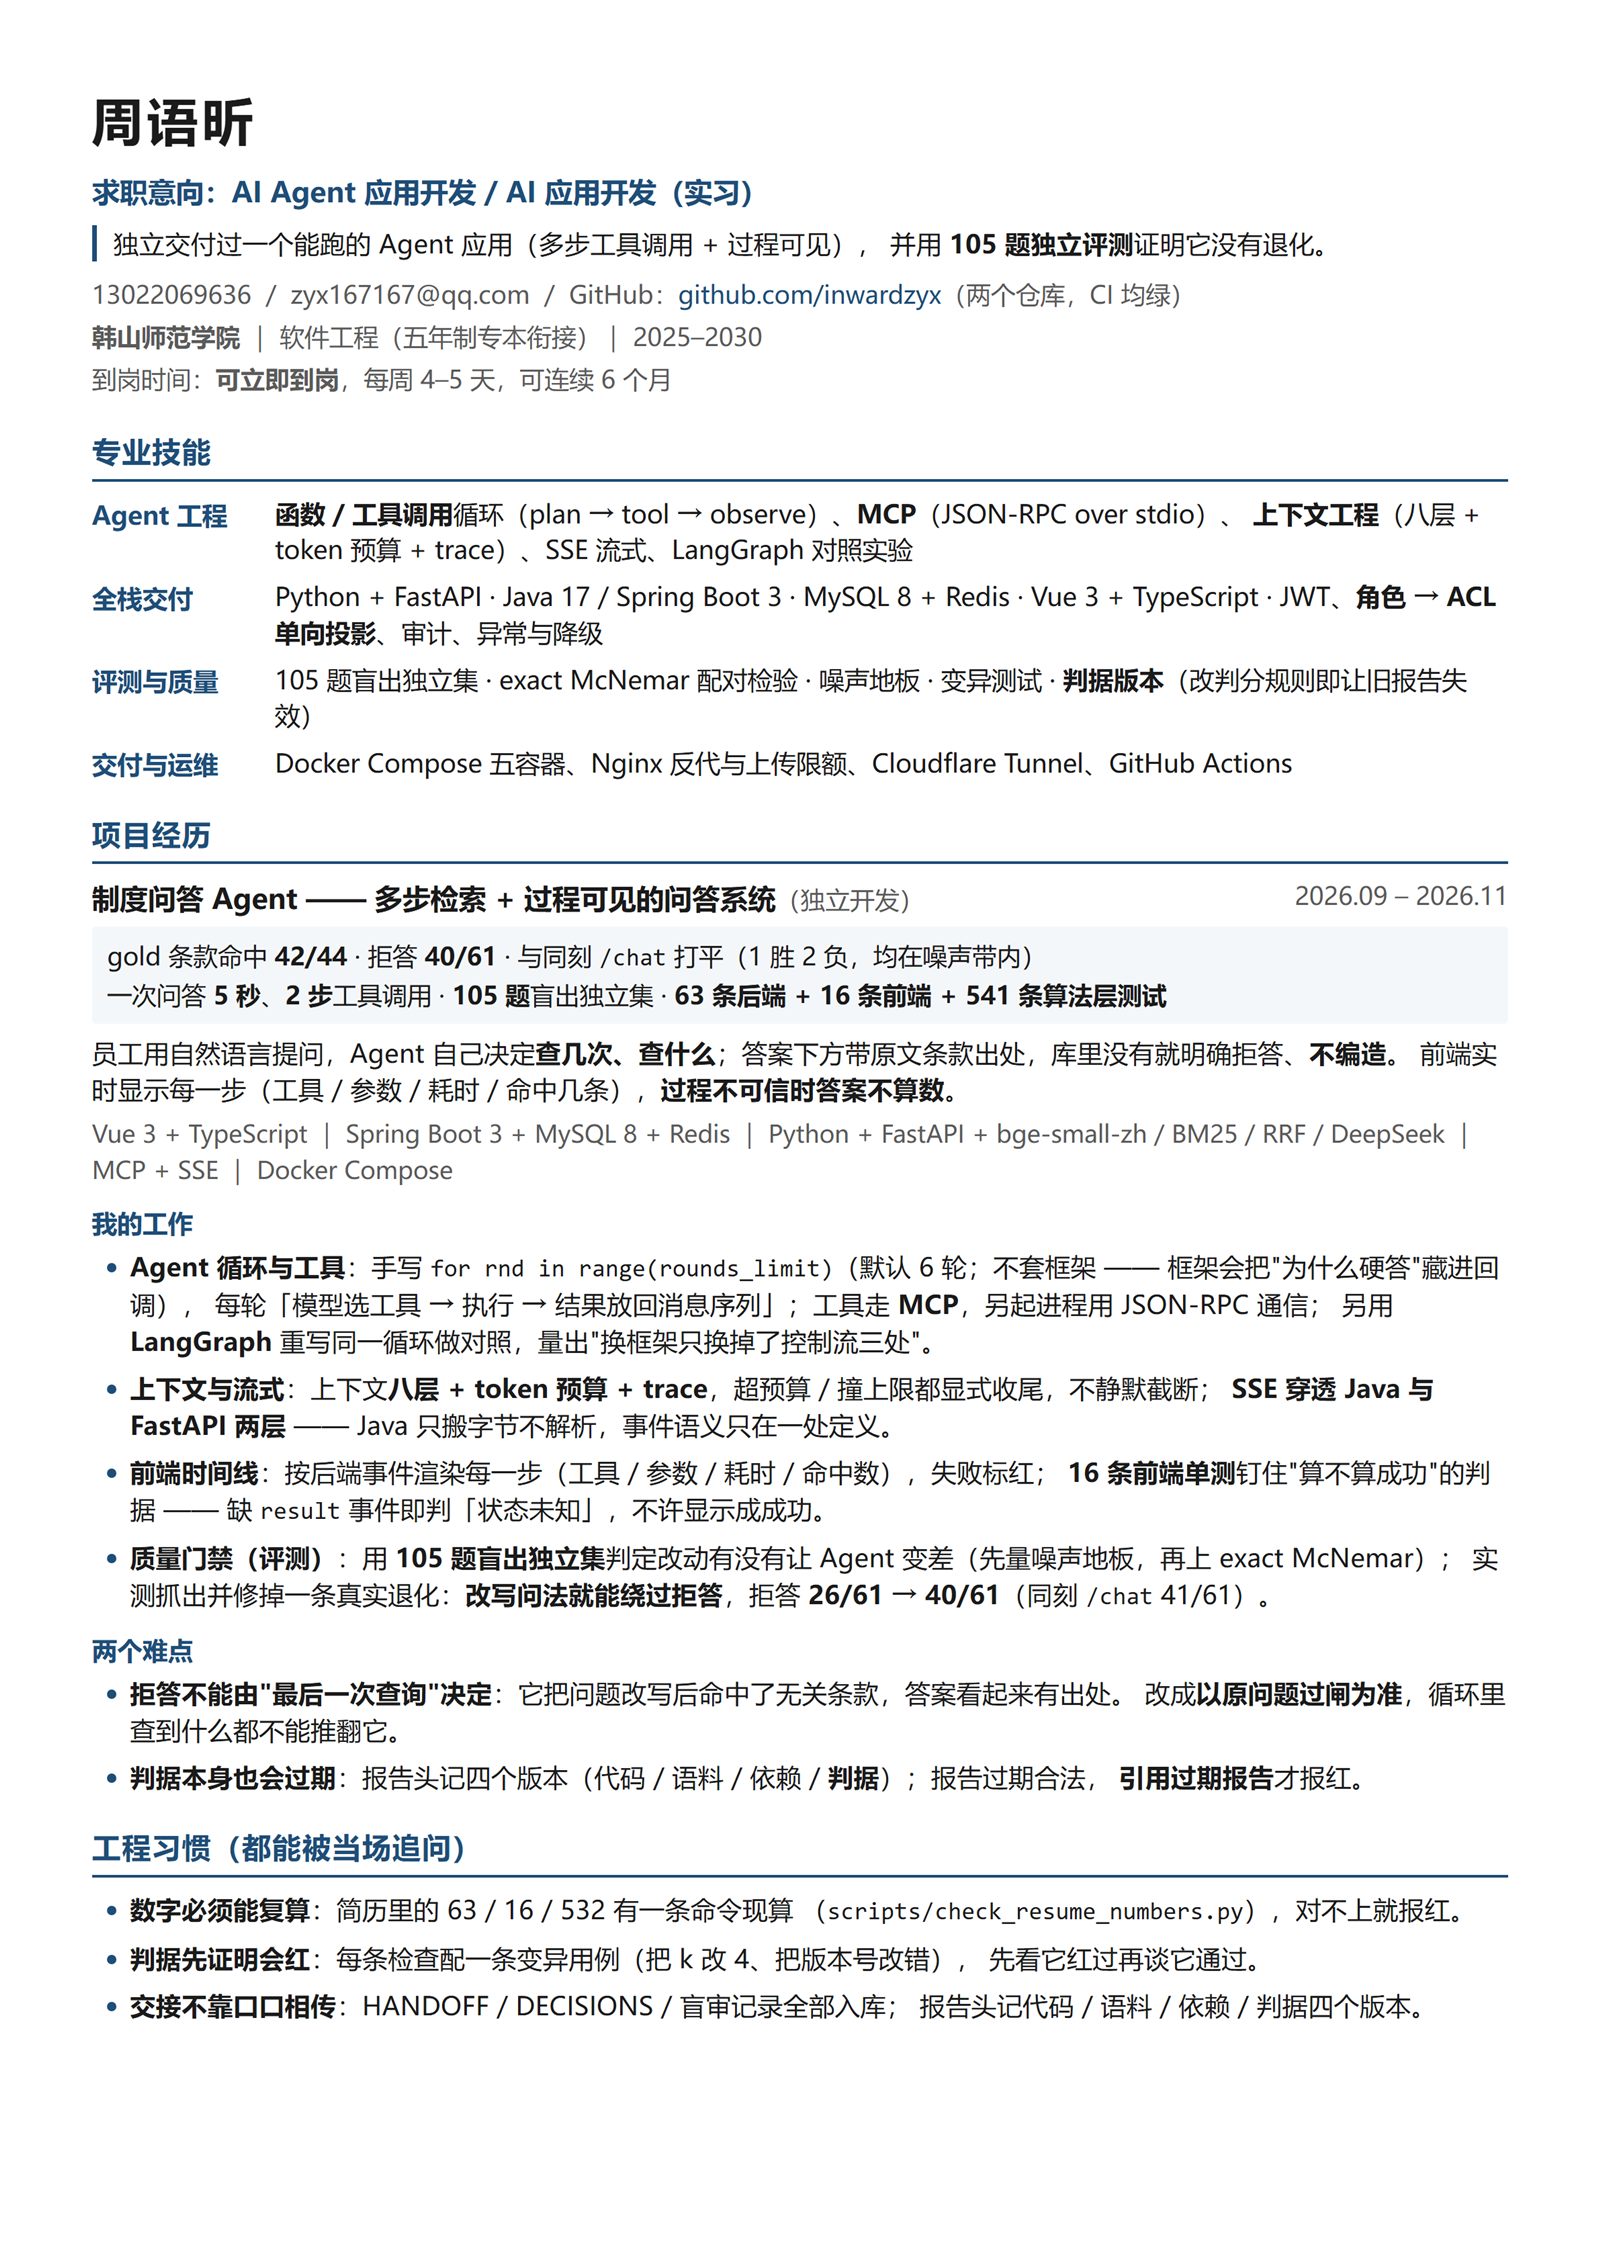 周语昕
求职意向：AI Agent 应用开发 / AI 应用开发（实习）
独立交付过一个能跑的 Agent 应用（多步工具调用 + 过程可见）， 并用 105 题独立评测证明它没有退化。
13022069636 / zyx167167@qq.com / GitHub：github.com/inwardzyx（两个仓库，CI 均绿）
韩山师范学院 ｜ 软件工程（五年制专本衔接） ｜ 2025–2030
到岗时间：可立即到岗，每周 4–5 天，可连续 6 个月
专业技能
Agent 工程 函数 / 工具调用循环（plan → tool → observe）、MCP（JSON-RPC over stdio）、 上下文工程（八层 +
token 预算 + trace）、SSE 流式、LangGraph 对照实验
全栈交付 Python + FastAPI · Java 17 / Spring Boot 3 · MySQL 8 + Redis · Vue 3 + TypeScript · JWT、角色 → ACL
单向投影、审计、异常与降级
评测与质量 105 题盲出独立集 · exact McNemar 配对检验 · 噪声地板 · 变异测试 · 判据版本（改判分规则即让旧报告失
效）
交付与运维 Docker Compose 五容器、Nginx 反代与上传限额、Cloudflare Tunnel、GitHub Actions
项目经历
制度问答 Agent —— 多步检索 + 过程可见的问答系统（独立开发） 2026.09 – 2026.11
gold 条款命中 42/44 · 拒答 40/61 · 与同刻 /chat 打平（1 胜 2 负，均在噪声带内）
一次问答 5 秒、2 步工具调用 · 105 题盲出独立集 · 63 条后端 + 16 条前端 + 541 条算法层测试
员工用自然语言提问，Agent 自己决定查几次、查什么；答案下方带原文条款出处，库里没有就明确拒答、不编造。 前端实
时显示每一步（工具 / 参数 / 耗时 / 命中几条），过程不可信时答案不算数。
Vue 3 + TypeScript ｜ Spring Boot 3 + MySQL 8 + Redis ｜ Python + FastAPI + bge-small-zh / BM25 / RRF / DeepSeek ｜
MCP + SSE ｜ Docker Compose
我的工作
• Agent 循环与工具：手写 for rnd in range(rounds_limit)（默认 6 轮；不套框架 —— 框架会把"为什么硬答"藏进回
调）， 每轮「模型选工具 → 执行 → 结果放回消息序列」；工具走 MCP，另起进程用 JSON-RPC 通信； 另用
LangGraph 重写同一循环做对照，量出"换框架只换掉了控制流三处"。
• 上下文与流式：上下文八层 + token 预算 + trace，超预算 / 撞上限都显式收尾，不静默截断； SSE 穿透 Java 与
FastAPI 两层 —— Java 只搬字节不解析，事件语义只在一处定义。
• 前端时间线：按后端事件渲染每一步（工具 / 参数 / 耗时 / 命中数），失败标红； 16 条前端单测钉住"算不算成功"的判
据 —— 缺 result 事件即判「状态未知」，不许显示成成功。
• 质量门禁（评测）：用 105 题盲出独立集判定改动有没有让 Agent 变差（先量噪声地板，再上 exact McNemar）； 实
测抓出并修掉一条真实退化：改写问法就能绕过拒答，拒答 26/61 → 40/61（同刻 /chat 41/61）。
两个难点
• 拒答不能由"最后一次查询"决定：它把问题改写后命中了无关条款，答案看起来有出处。 改成以原问题过闸为准，循环里
查到什么都不能推翻它。
• 判据本身也会过期：报告头记四个版本（代码 / 语料 / 依赖 / 判据）；报告过期合法， 引用过期报告才报红。
工程习惯（都能被当场追问）
• 数字必须能复算：简历里的 63 / 16 / 532 有一条命令现算 （scripts/check_resume_numbers.py），对不上就报红。
• 判据先证明会红：每条检查配一条变异用例（把 k 改 4、把版本号改错）， 先看它红过再谈它通过。
• 交接不靠口口相传：HANDOFF / DECISIONS / 盲审记录全部入库； 报告头记代码 / 语料 / 依赖 / 判据四个版本。